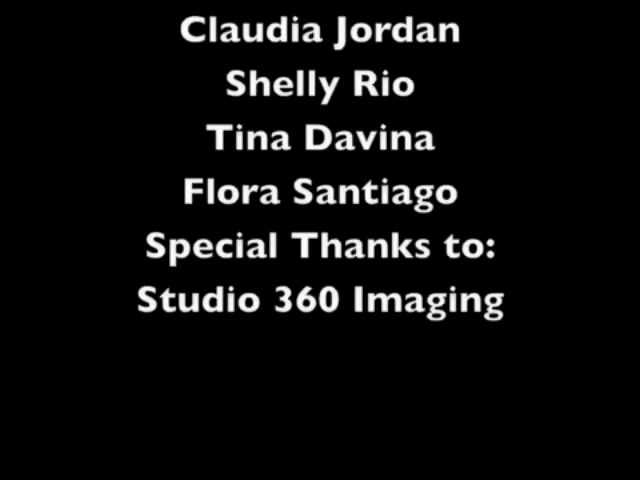 Claudia Jordan
Shelly Rio
Tina Davina
Flora Santiago
Special Thanks to:
Studio 360 Imaging